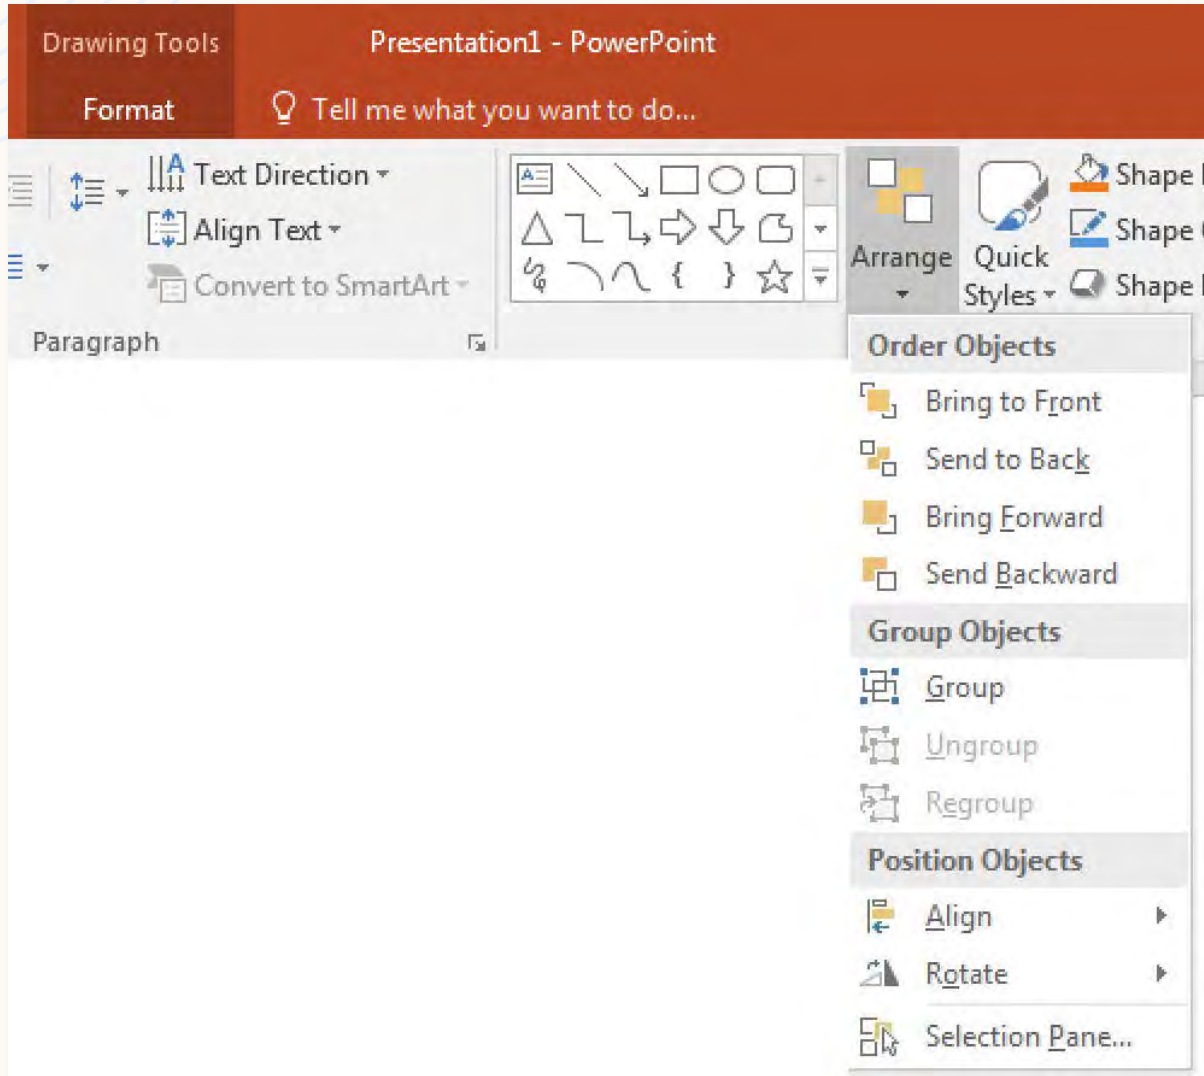 Drawing Tools
Presentation1 - PowerPoint
Format
Tell me what you want to do...
Text Direction
Align Text
Convert to SmartArt
Paragraph
Arrange
Quick
Styles
Shape
Shape
Shape
Order Objects
Bring to Front
Send to Back
Bring Forward
Send Backward
Group Objects
Group
Ungroup
Regroup
Position Objects
Align
Rotate
Selection Pane...